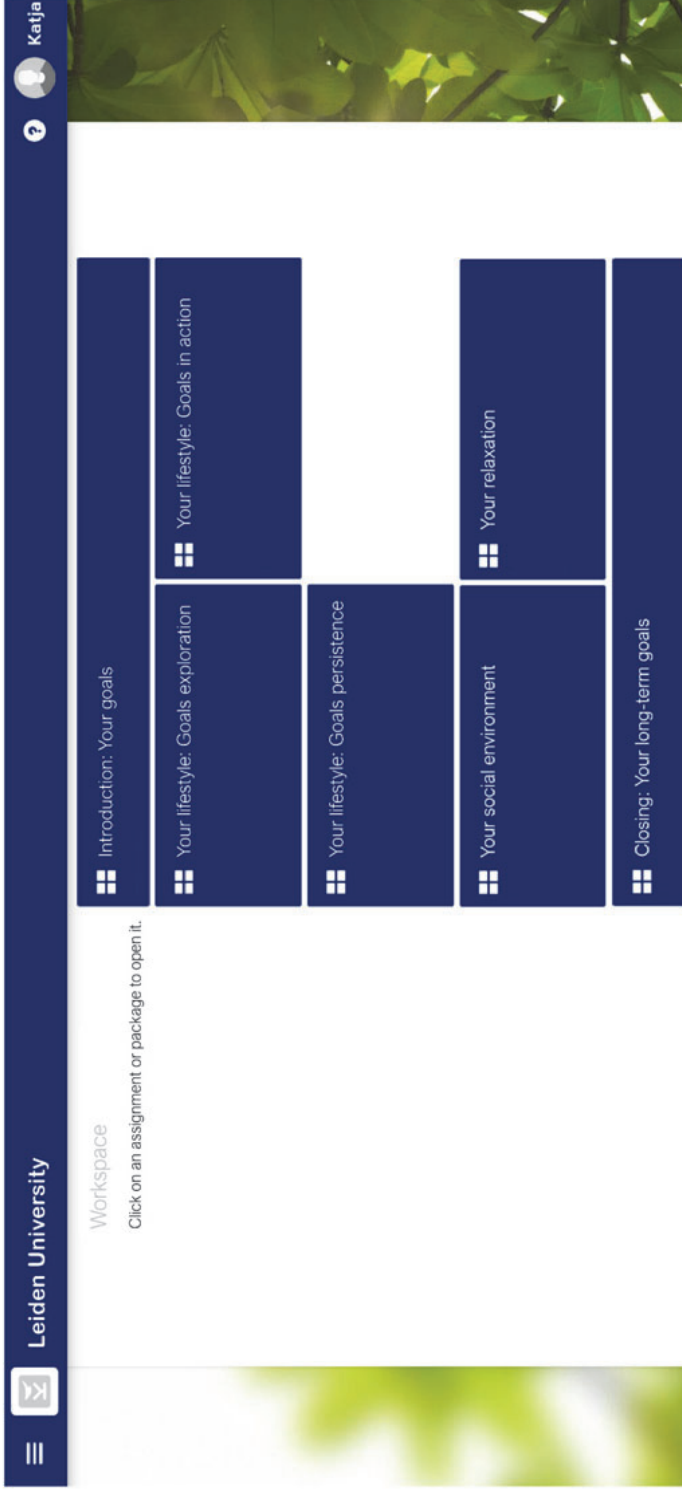 Leiden University
?
Katja
Workspace
Click on an assignment or package to open it.
Introduction: Your goals
Your lifestyle: Goals exploration
Your lifestyle: Goals in action
Your lifestyle: Goals persistence
Your social environment
Your relaxation
Closing: Your long-term goals